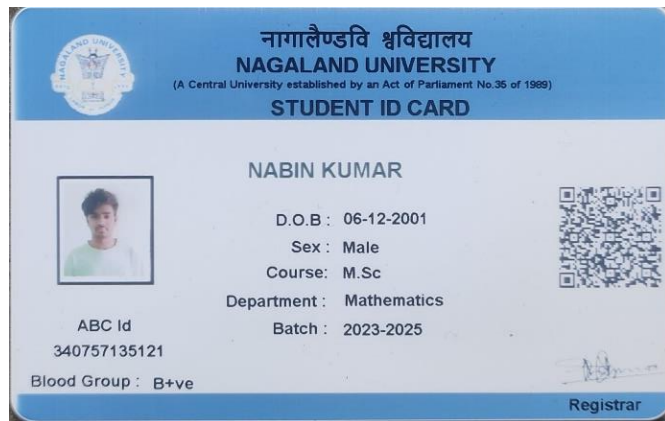 नागालैण्डवि श्वविद्यालय
NAGALAND UNIVERSITY
(A Central University established by an Act of Parliament No.35 of 1989)
STUDENT ID CARD
NAGALAND UNIVERSITY
NABIN KUMAR
D.O.B : 06-12-2001
Sex : Male
Course: M.Sc
Department : Mathematics
Batch : 2023-2025
ABC Id
340757135121
Blood Group : B+ve
Registrar